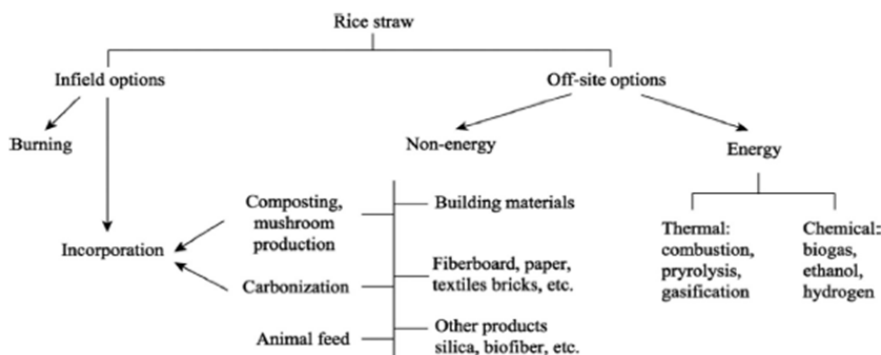 Rice straw
Infield options
Off-site options
Burning
Non-energy
Energy
Composting,
mushroom
production
Building materials
Thermal:
combustion,
pryrolysis,
gasification
Chemical:
biogas,
ethanol,
hydrogen
Incorporation
Carbonization
Fiberboard, paper,
textiles bricks, etc.
Animal feed
Other products
silica, biofiber, etc.